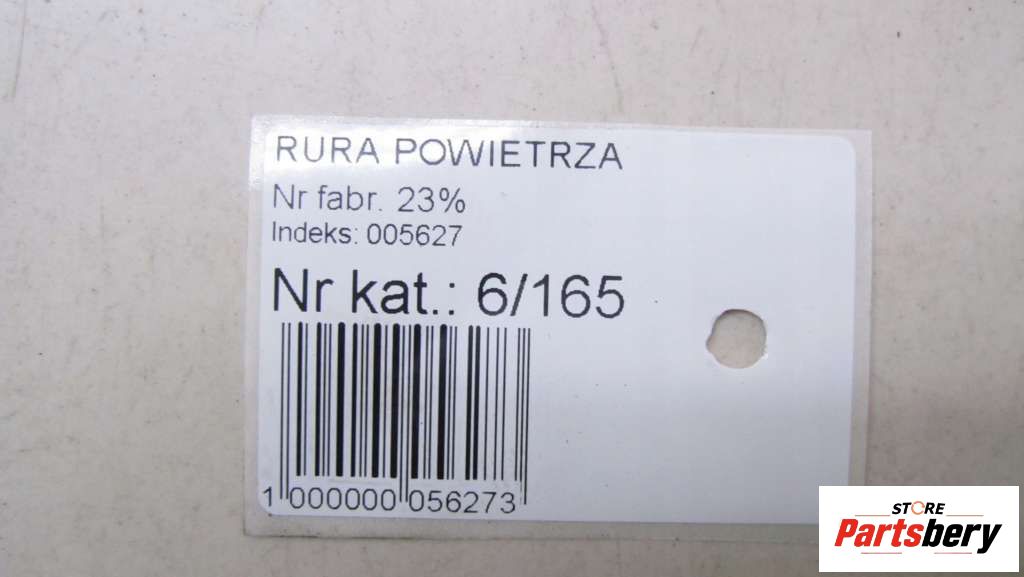 RURA POWIETRZA
Nr fabr. 23%
Indeks: 005627
Nr kat.: 6/165
1 000000 056273
STORE
Partsbery